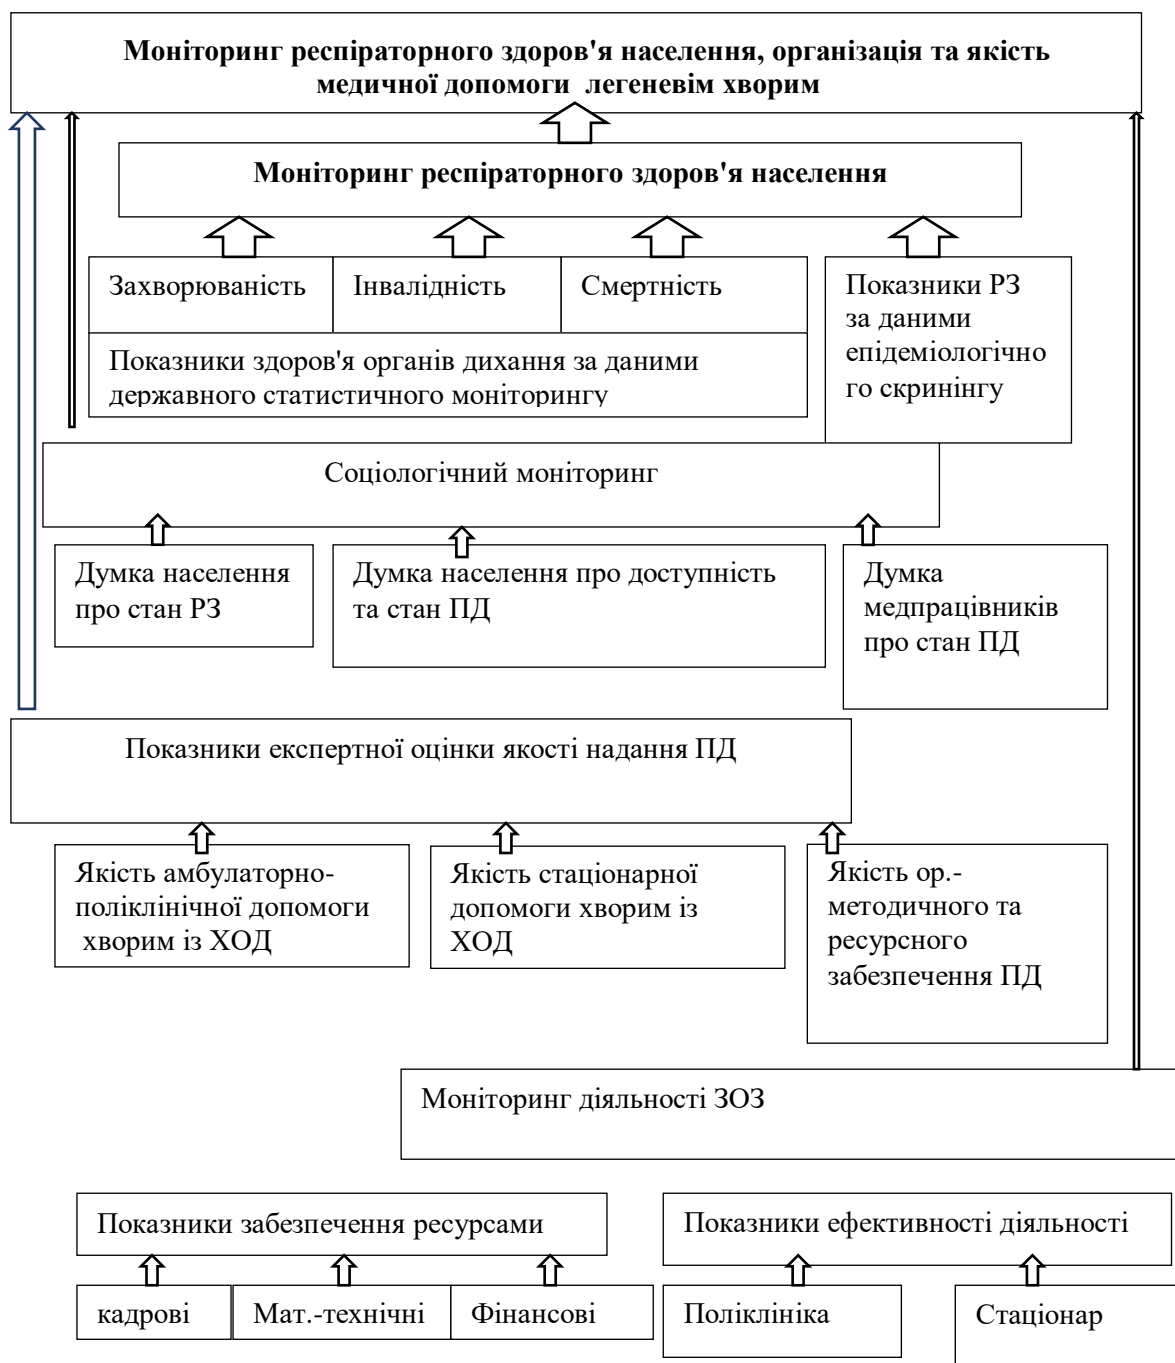 Моніторинг респіраторного здоров'я населення, організація та якість
медичної допомоги легеневім хворим
Моніторинг респіраторного здоров'я населення
Захворюваність
Інвалідність
Смертність
Показники здоров'я органів дихання за даними
державного статистичного моніторингу
Показники РЗ
за даними
епідеміологічно
го скринінгу
Соціологічний моніторинг
Думка населення
про стан РЗ
Думка населення про доступність
та стан ПД
Думка
медпрацівників
про стан ПД
Показники експертної оцінки якості надання ПД
Якість амбулаторно-
поліклінічної допомоги
хворим із ХОД
Якість стаціонарної
допомоги хворим із
ХОД
Якість ор.-
методичного та
ресурсного
забезпечення ПД
Моніторинг діяльності ЗОЗ
Показники забезпечення ресурсами
Показники ефективності діяльності
кадрові
Мат.-технічні
Фінансові
Поліклініка
Стаціонар